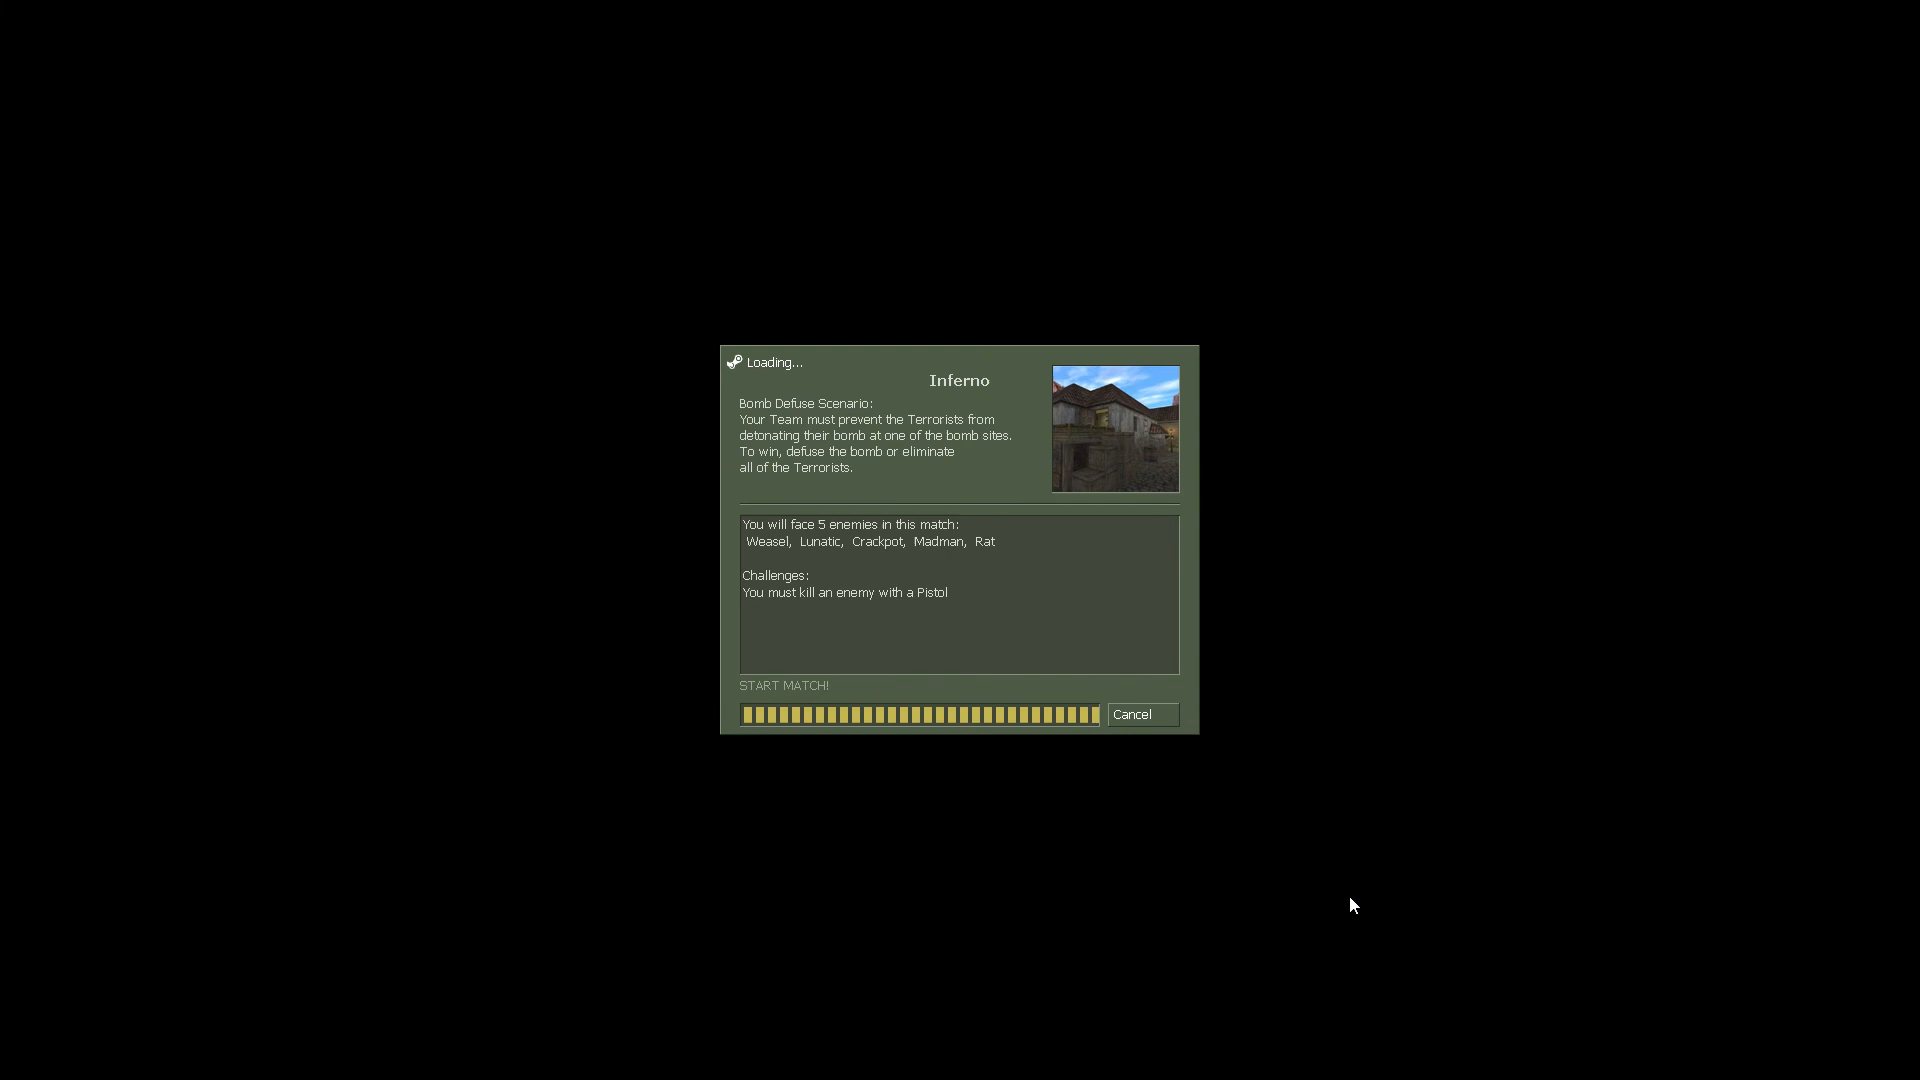 Loading...
Inferno
Bomb Defuse Scenario:
Your Team must prevent the Terrorists from
detonating their bomb at one of the bomb sites.
To win, defuse the bomb or eliminate
all of the Terrorists.
You will face 5 enemies in this match:
Weasel, Lunatic, Crackpot, Madman, Rat
Challenges:
You must kill an enemy with a Pistol
START MATCH!
Cancel